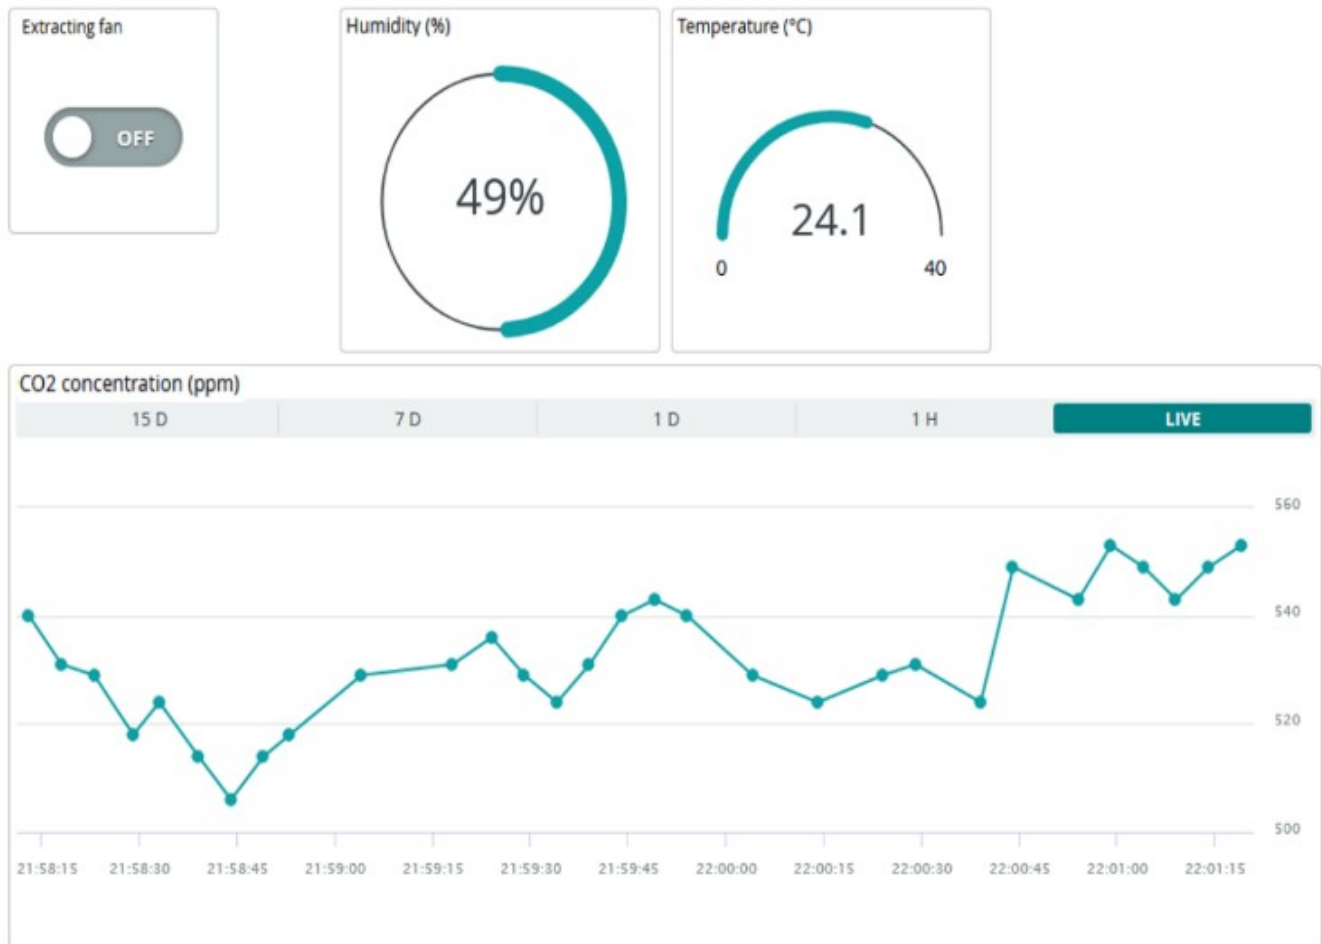 Extracting fan
OFF
Humidity (%)
49%
Temperature (°C)
24.1
0 40
CO2 concentration (ppm)
15 D 7 D 1 D 1 H LIVE
560
540
520
500
21:58:15 21:58:30 21:58:45 21:59:00 21:59:15 21:59:30 21:59:45 22:00:00 22:00:15 22:00:30 22:00:45 22:01:00 22:01:15